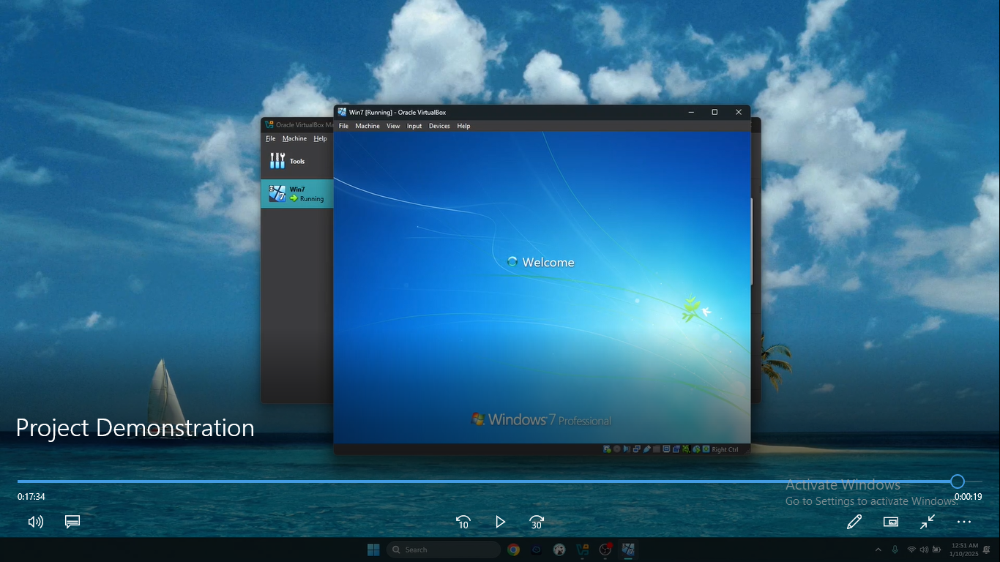 Win7 [Running] - Oracle VirtualBox
File Machine View Input Devices Help
Oracle VirtualBox Ma
File Machine Help
Tools
Win7
Running
Welcome
Windows 7 Professional
Right Ctrl
Project Demonstration
Activate Windows
Go to Settings to activate Windows.
0:17:34
0:00:19
10
30
Search
12:51 AM
1/10/2025